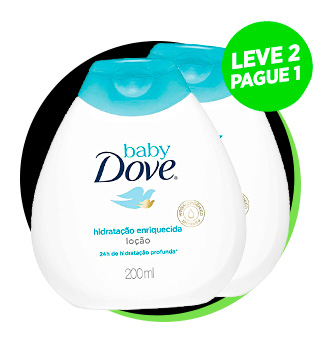 LEVE 2
PAGUE 1
baby
Dove®
hidratação enriquecida
loção
24h de hidratação profunda*
200ml